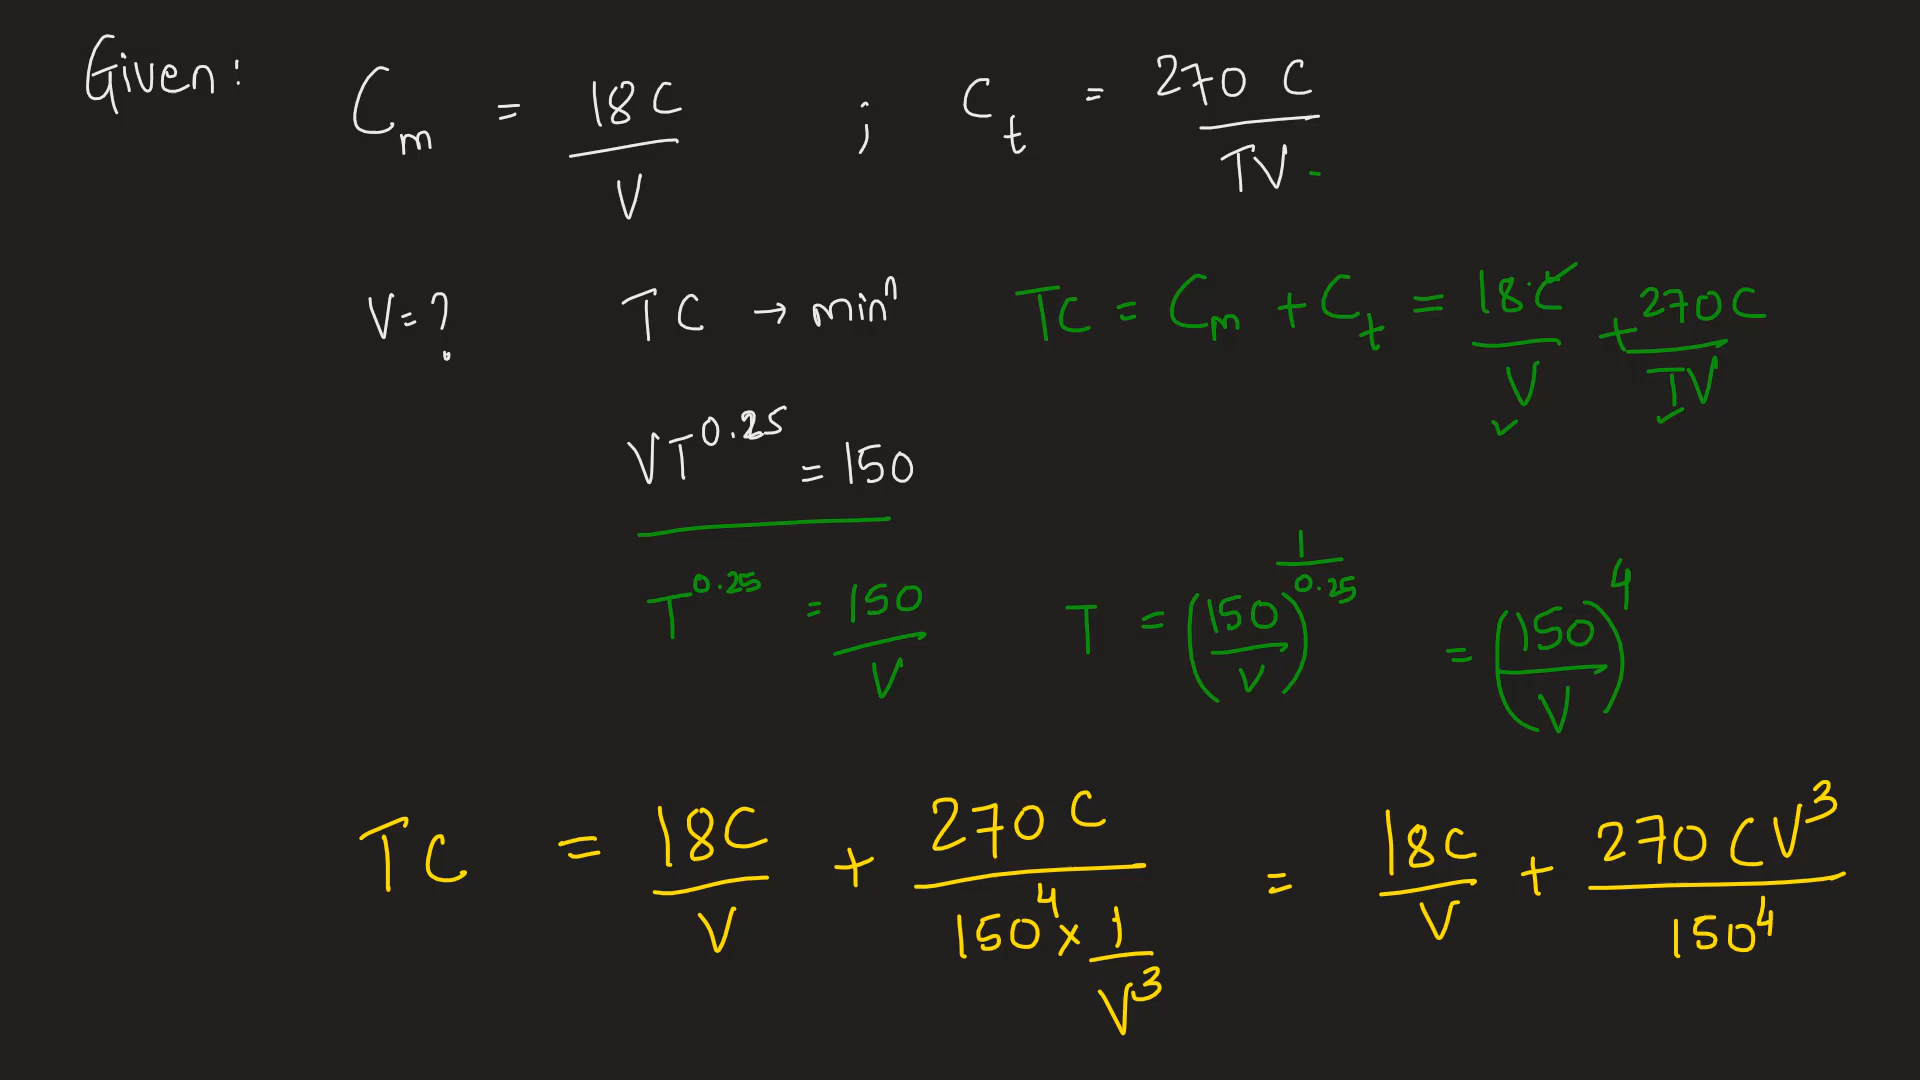 Given: C_m = 18C/V ; C_t = 270 C/TV
V=? TC → min^n TC = C_m + C_t = 18C/V + 270C/TV
VT^0.25 = 150
T^0.25 = 150/V T = (150/V)^(1/0.25) = (150/V)^4
TC = 18C/V + 270 C/(150^4 × 1/V^3) = 18C/V + 270 CV^3/150^4